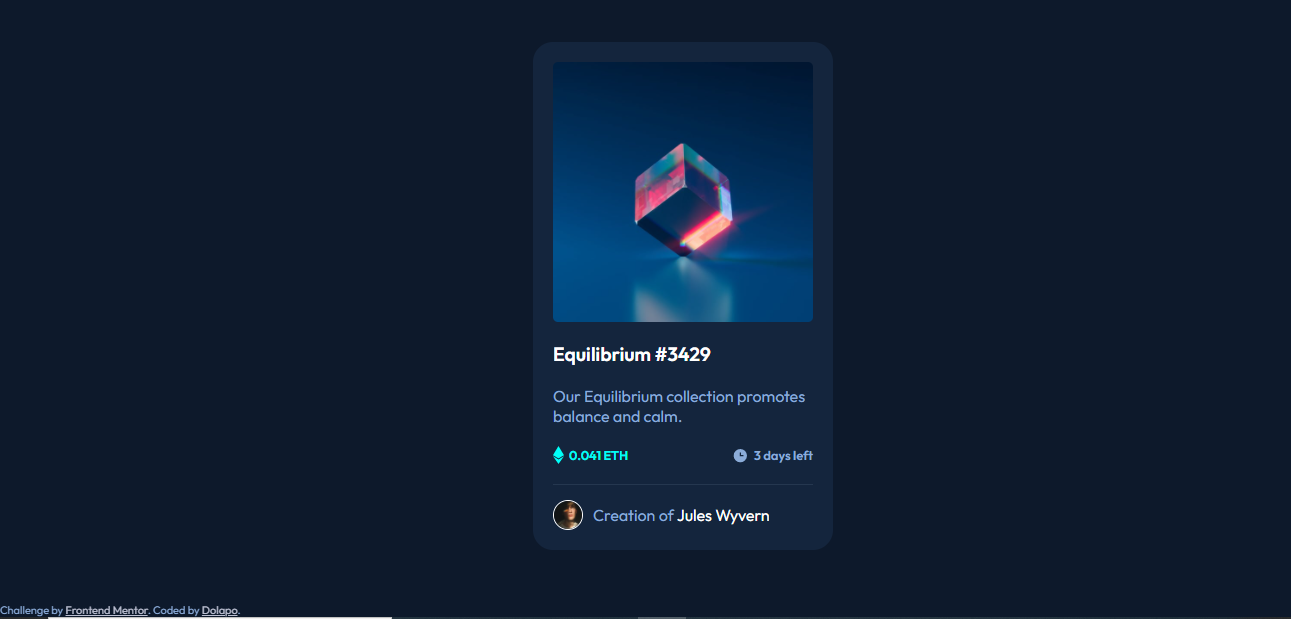 Equilibrium #3429
Our Equilibrium collection promotes
balance and calm.
0.041 ETH
3 days left
Creation of Jules Wyvern
Challenge by Frontend Mentor. Coded by Dolapo.